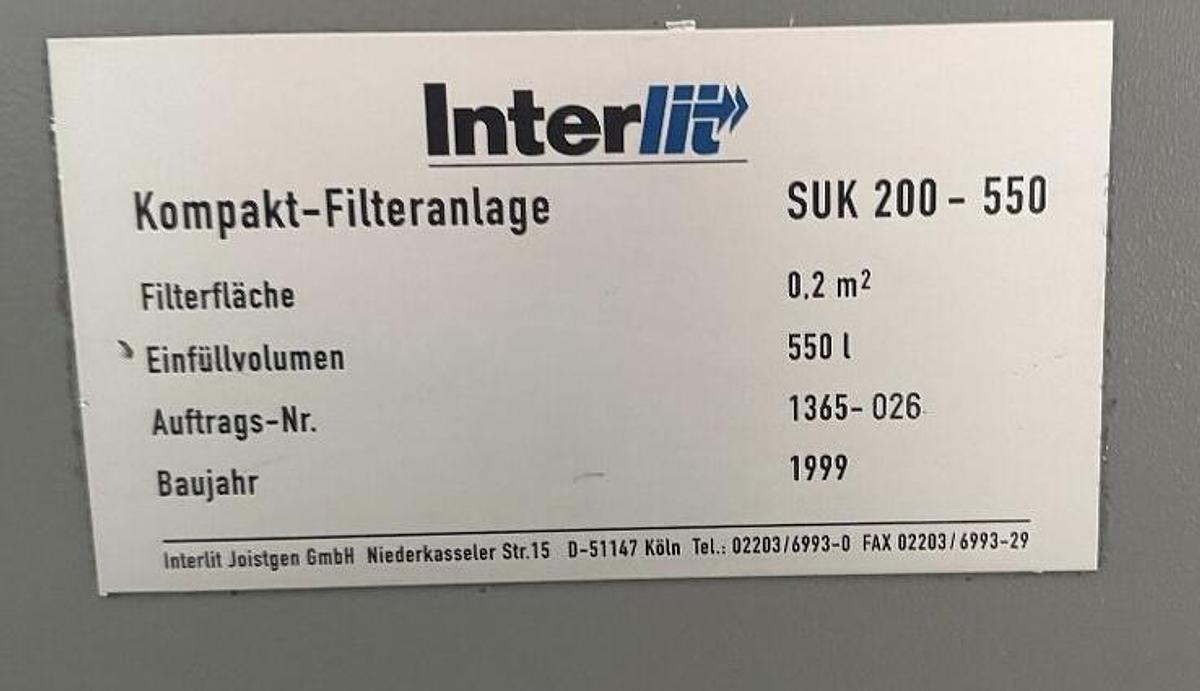 Interlit
Kompakt-Filteranlage SUK 200 - 550
Filterfläche 0,2 m²
Einfüllvolumen 550 l
Auftrags-Nr. 1365- 026
Baujahr 1999
Interlit Joistgen GmbH Niederkasseler Str.15 D-51147 Köln Tel.: 02203/6993-0 FAX 02203/6993-29